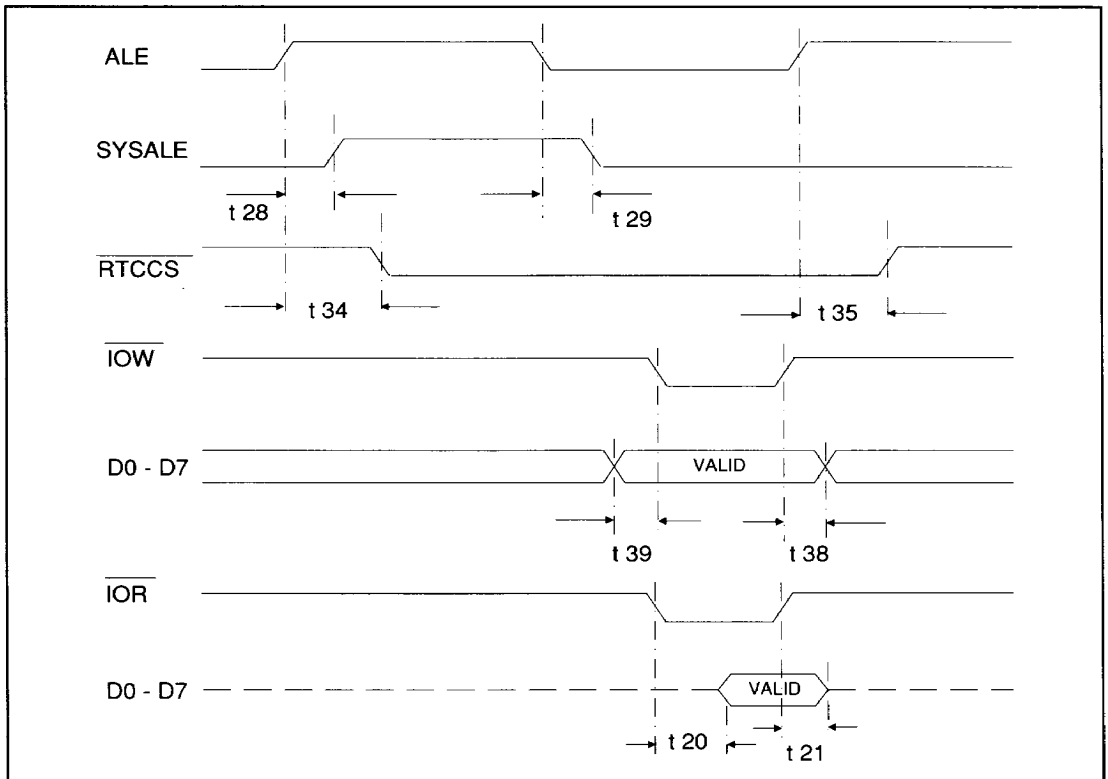 ALE
SYSALE
t 28
t 29
RTCCS
t 34
t 35
IOW
D0 - D7
VALID
t 39
t 38
IOR
D0 - D7
VALID
t 20
t 21